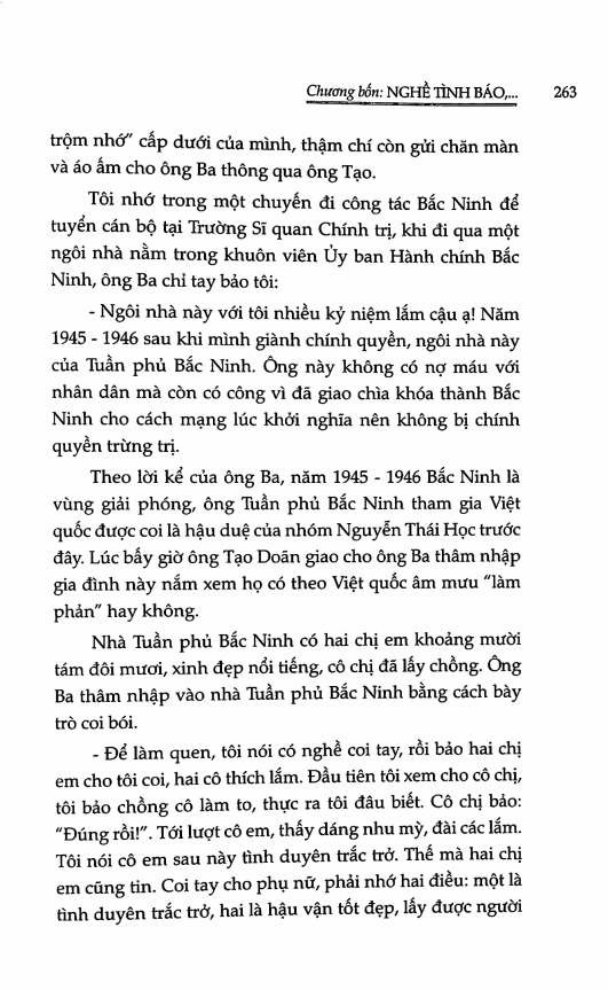 Chương bốn: NGHỀ TÌNH BÁO,... 263
trộm nhớ” cấp dưới của mình, thậm chí còn gửi chăn màn
và áo ấm cho ông Ba thông qua ông Tạo.
Tôi nhớ trong một chuyến đi công tác Bắc Ninh để
tuyển cán bộ tại Trường Sĩ quan Chính trị, khi đi qua một
ngôi nhà nằm trong khuôn viên Ủy ban Hành chính Bắc
Ninh, ông Ba chỉ tay bảo tôi:
- Ngôi nhà này với tôi nhiều kỷ niệm lắm cậu ạ! Năm
1945 - 1946 sau khi mình giành chính quyền, ngôi nhà này
của Tuần phủ Bắc Ninh. Ông này không có nợ máu với
nhân dân mà còn có công vì đã giao chìa khóa thành Bắc
Ninh cho cách mạng lúc khởi nghĩa nên không bị chính
quyền trừng trị.
Theo lời kể của ông Ba, năm 1945 - 1946 Bắc Ninh là
vùng giải phóng, ông Tuần phủ Bắc Ninh tham gia Việt
quốc được coi là hậu duệ của nhóm Nguyễn Thái Học trước
đây. Lúc bấy giờ ông Tạo Doãn giao cho ông Ba thâm nhập
gia đình này nắm xem họ có theo Việt quốc âm mưu “làm
phản” hay không.
Nhà Tuần phủ Bắc Ninh có hai chị em khoảng mười
tám đôi mươi, xinh đẹp nổi tiếng, cô chị đã lấy chồng. Ông
Ba thâm nhập vào nhà Tuần phủ Bắc Ninh bằng cách bày
trò coi bói.
- Để làm quen, tôi nói có nghề coi tay, rồi bảo hai chị
em cho tôi coi, hai cô thích lắm. Đầu tiên tôi xem cho cô chị,
tôi bảo chồng cô làm to, thực ra tôi đâu biết. Cô chị bảo:
“Đúng rồi!”. Tới lượt cô em, thấy dáng nhu mỳ, đài các lắm.
Tôi nói cô em sau này tình duyên trắc trở. Thế mà hai chị
em cũng tin. Coi tay cho phụ nữ, phải nhớ hai điều: một là
tình duyên trắc trở, hai là hậu vận tốt đẹp, lấy được người